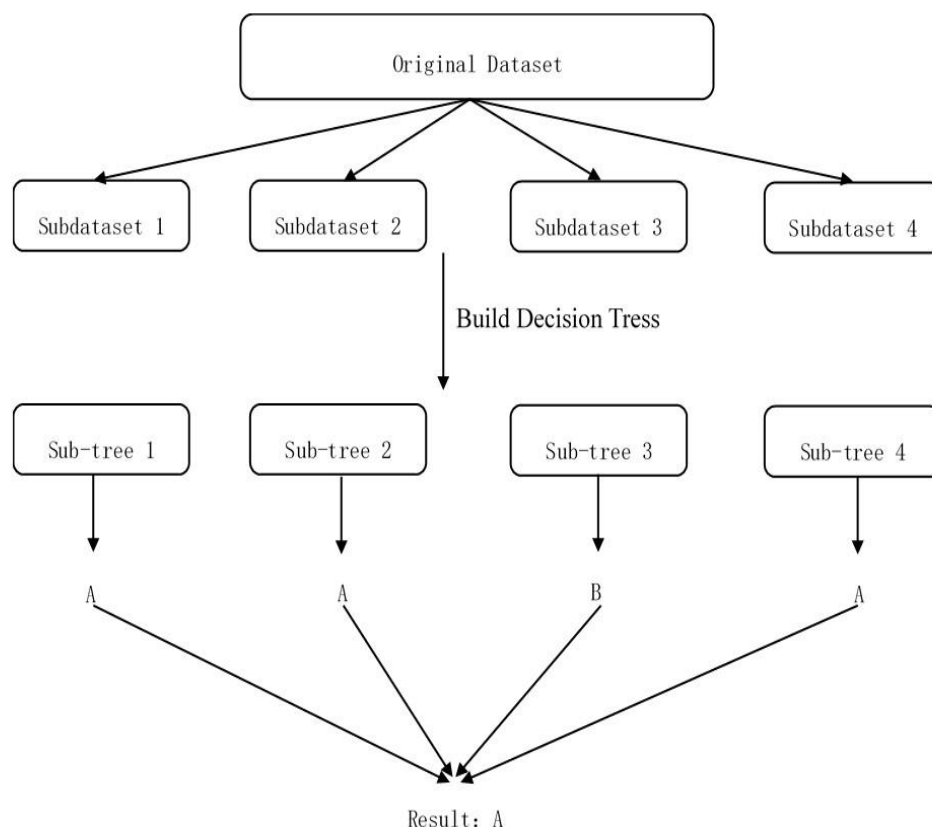 Original Dataset
Subdataset 1
Subdataset 2
Subdataset 3
Subdataset 4
Build Decision Tress
Sub-tree 1
Sub-tree 2
Sub-tree 3
Sub-tree 4
A
A
B
A
Result: A